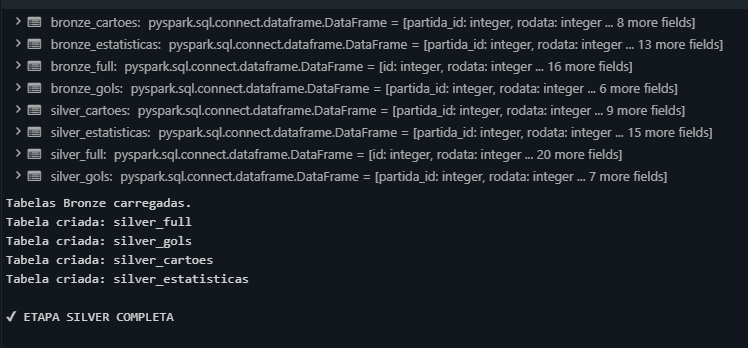 bronze_cartoes: pyspark.sql.connect.dataframe.DataFrame = [partida_id: integer, rodata: integer ... 8 more fields]
bronze_estatisticas: pyspark.sql.connect.dataframe.DataFrame = [partida_id: integer, rodata: integer ... 13 more fields]
bronze_full: pyspark.sql.connect.dataframe.DataFrame = [id: integer, rodata: integer ... 16 more fields]
bronze_gols: pyspark.sql.connect.dataframe.DataFrame = [partida_id: integer, rodata: integer ... 6 more fields]
silver_cartoes: pyspark.sql.connect.dataframe.DataFrame = [partida_id: integer, rodata: integer ... 9 more fields]
silver_estatisticas: pyspark.sql.connect.dataframe.DataFrame = [partida_id: integer, rodata: integer ... 15 more fields]
silver_full: pyspark.sql.connect.dataframe.DataFrame = [id: integer, rodata: integer ... 20 more fields]
silver_gols: pyspark.sql.connect.dataframe.DataFrame = [partida_id: integer, rodata: integer ... 7 more fields]
Tabelas Bronze carregadas.
Tabela criada: silver_full
Tabela criada: silver_gols
Tabela criada: silver_cartoes
Tabela criada: silver_estatisticas
✔ ETAPA SILVER COMPLETA